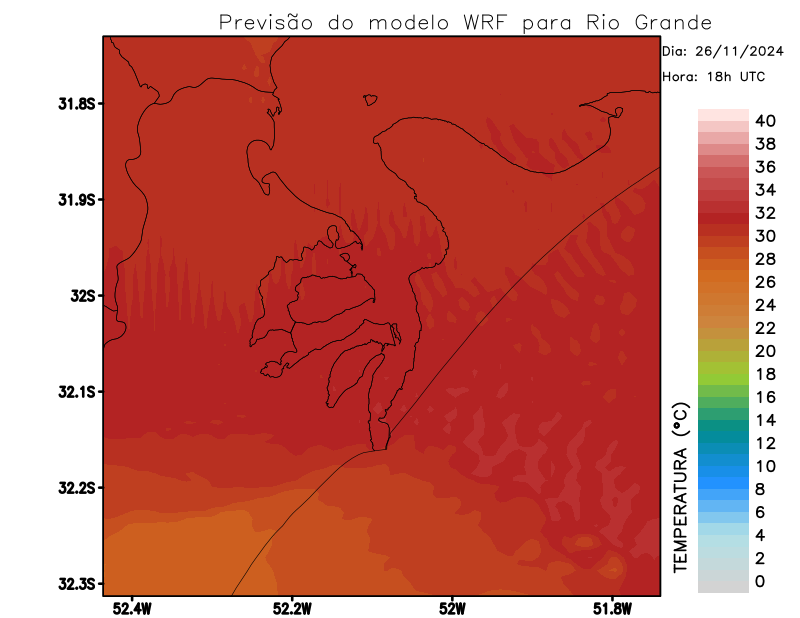 Previsão do modelo WRF para Rio Grande
Dia: 26/11/2024
Hora: 18h UTC
31.8S
31.9S
32S
32.1S
32.2S
32.3S
52.4W
52.2W
52W
51.8W
TEMPERATURA (°C)
40
38
36
34
32
30
28
26
24
22
20
18
16
14
12
10
8
6
4
2
0